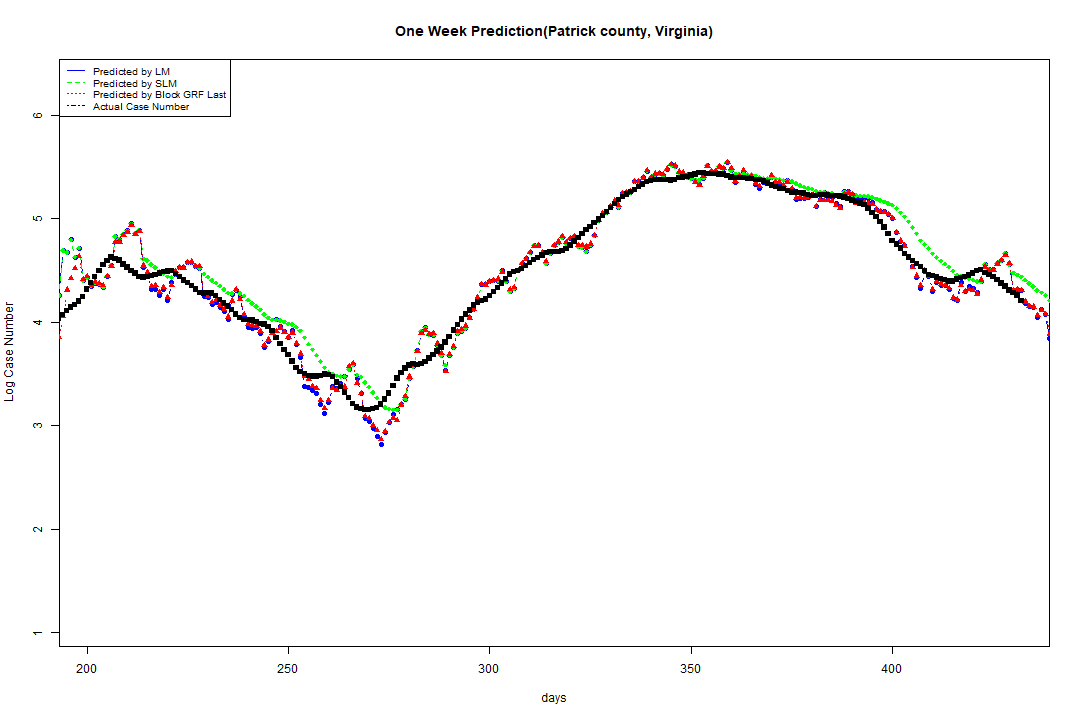 One Week Prediction(Patrick county, Virginia)
Predicted by LM
Predicted by SLM
Predicted by Block GRF Last
Actual Case Number
6
5
4
3
2
1
Log Case Number
200 250 300 350 400
days